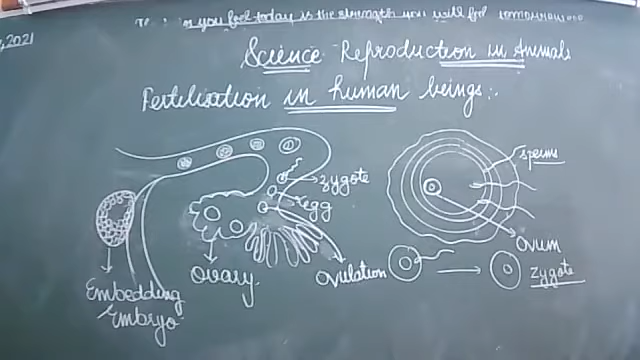 you feel today is the strength you will feel tomorrow
,2021
Science Reproduction in Animals
Fertilisation in human beings:.
sperms
zygote
egg
Ovum
Ovary
Ovulation
zygote
Embedding
Embryo